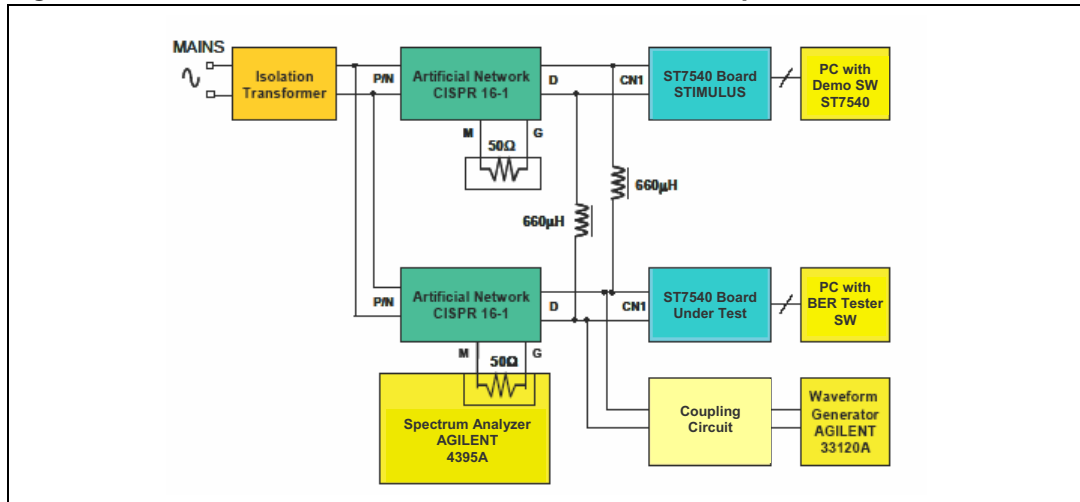 MAINS
Isolation
Transformer
P/N
Artificial Network
CISPR 16-1
D
CN1
ST7540 Board
STIMULUS
PC with
Demo SW
ST7540
M
G
50Ω
660µH
660µH
P/N
Artificial Network
CISPR 16-1
D
CN1
ST7540 Board
Under Test
PC with
BER Tester
SW
M
G
50Ω
Spectrum Analyzer
AGILENT
4395A
Coupling
Circuit
Waveform
Generator
AGILENT
33120A